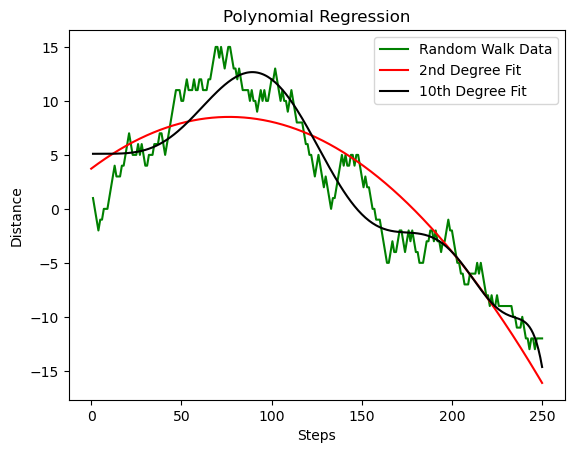 Polynomial Regression
Random Walk Data
2nd Degree Fit
10th Degree Fit
Distance
15
10
5
0
−5
−10
−15
0 50 100 150 200 250
Steps